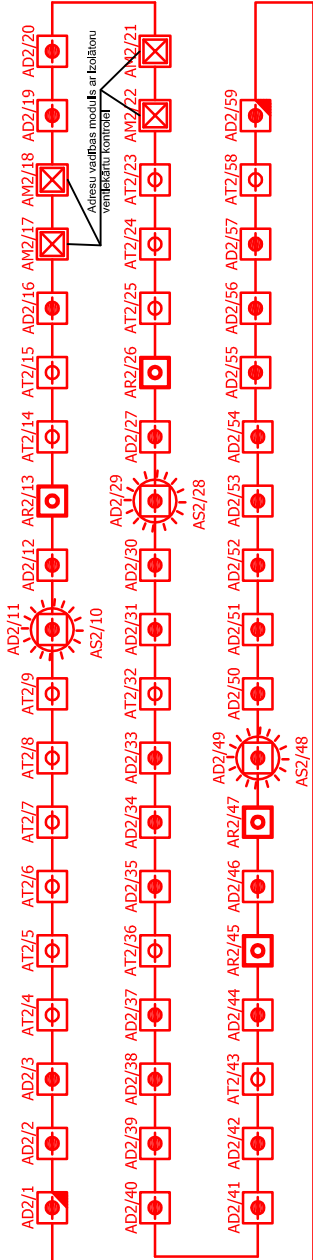 AD2/1
AD2/2
AD2/3
AT2/4
AT2/5
AT2/6
AT2/7
AT2/8
AT2/9
AD2/11
AS2/10
AD2/12
AR2/13
AT2/14
AT2/15
AD2/16
AM2/17
AM2/18
AD2/19
AD2/20
Adresu vadības modulis ar Izolātoru
ventiekārtu kontrolei
AD2/40
AD2/39
AD2/38
AD2/37
AT2/36
AD2/35
AD2/34
AD2/33
AT2/32
AD2/31
AD2/30
AD2/29
AS2/28
AD2/27
AR2/26
AT2/25
AT2/24
AT2/23
AM2/22
AM2/21
AD2/41
AD2/42
AT2/43
AD2/44
AR2/45
AD2/46
AR2/47
AD2/49
AS2/48
AD2/50
AD2/51
AD2/52
AD2/53
AD2/54
AD2/55
AD2/56
AD2/57
AT2/58
AD2/59